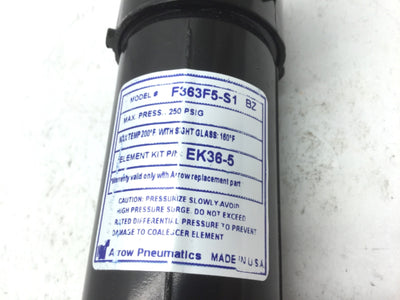 MODEL # F363F5-S1 BZ
MAX. PRESS. 250 PSIG
MAX. TEMP 200°F WITH SIGHT GLASS: 160°F
ELEMENT KIT P/N: EK36-5
Warranty valid only with Arrow replacement part
CAUTION: PRESSURIZE SLOWLY AVOID
HIGH PRESSURE SURGE. DO NOT EXCEED
RATED DIFFERENTIAL PRESSURE TO PREVENT
DAMAGE TO COALESCER ELEMENT
Arrow Pneumatics MADE IN U.S.A.